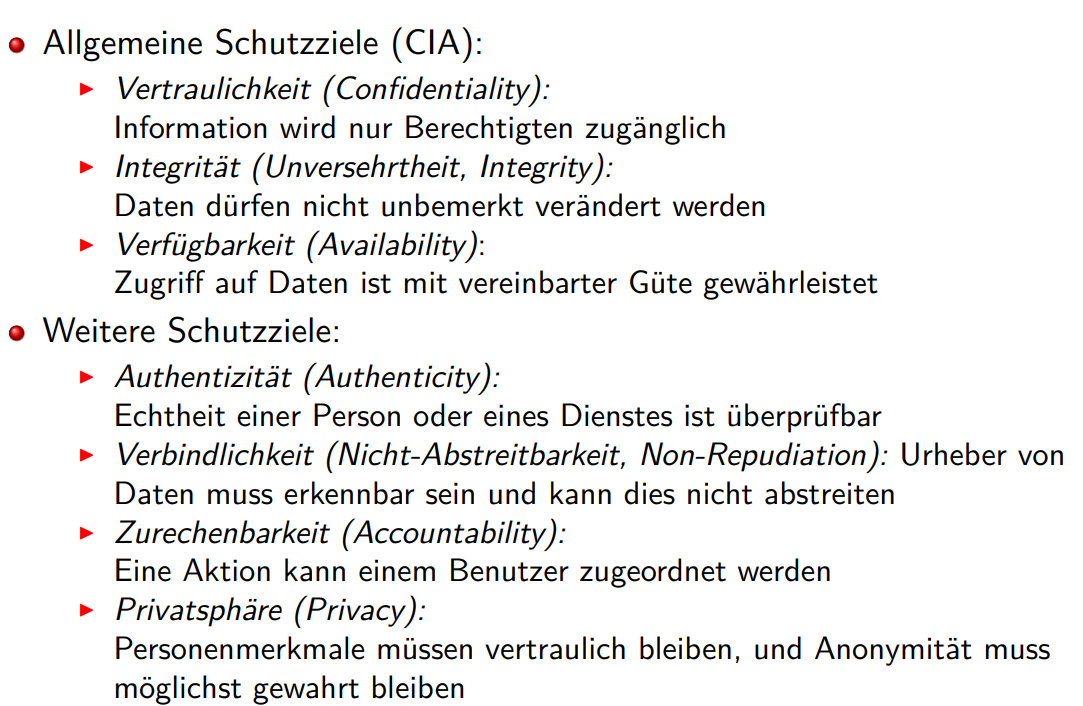 Allgemeine Schutzziele (CIA):
Vertraulichkeit (Confidentiality):
Information wird nur Berechtigten zugänglich
Integrität (Unversehrtheit, Integrity):
Daten dürfen nicht unbemerkt verändert werden
Verfügbarkeit (Availability):
Zugriff auf Daten ist mit vereinbarter Güte gewährleistet
Weitere Schutzziele:
Authentizität (Authenticity):
Echtheit einer Person oder eines Dienstes ist überprüfbar
Verbindlichkeit (Nicht-Abstreitbarkeit, Non-Repudiation): Urheber von
Daten muss erkennbar sein und kann dies nicht abstreiten
Zurechenbarkeit (Accountability):
Eine Aktion kann einem Benutzer zugeordnet werden
Privatsphäre (Privacy):
Personenmerkmale müssen vertraulich bleiben, und Anonymität muss
möglichst gewahrt bleiben